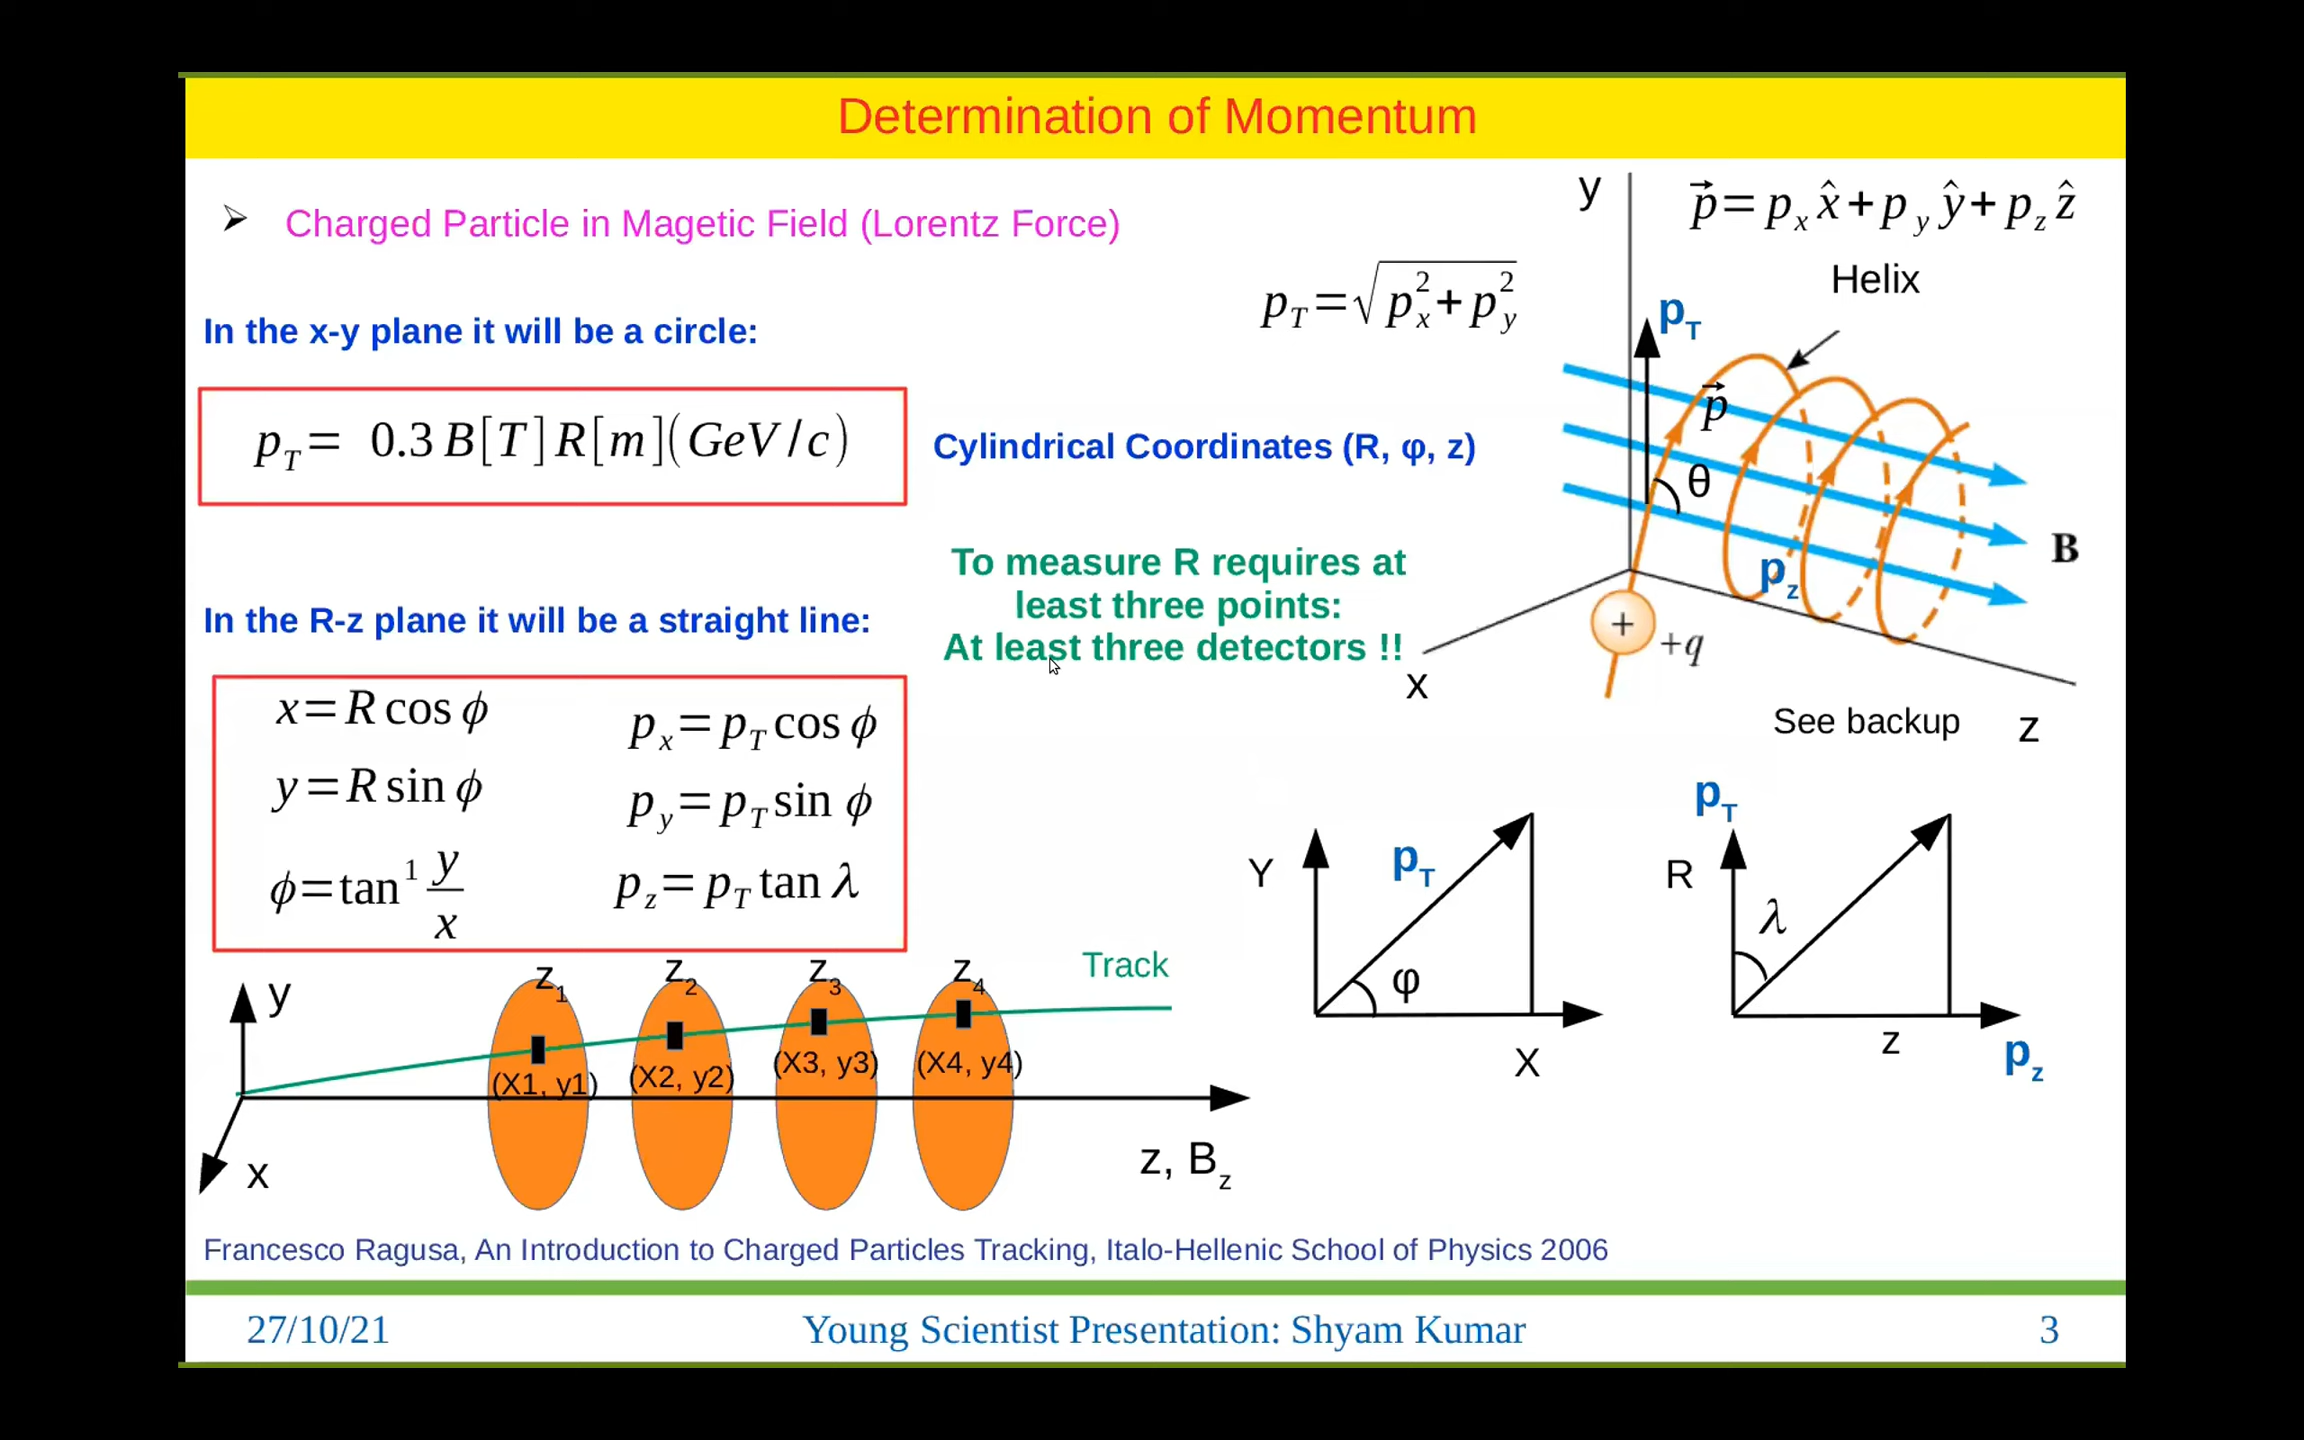 Determination of Momentum
➢ Charged Particle in Magetic Field (Lorentz Force)
In the x-y plane it will be a circle:
p_T = 0.3 B[T] R[m](GeV/c)
In the R-z plane it will be a straight line:
x = R cos ϕ
y = R sin ϕ
ϕ = tan^1 y/x
p_x = p_T cos ϕ
p_y = p_T sin ϕ
p_z = p_T tan λ
p_T = √(p_x^2 + p_y^2)
Cylindrical Coordinates (R, φ, z)
To measure R requires at
least three points:
At least three detectors !!
y
p⃗ = p_x x̂ + p_y ŷ + p_z ẑ
Helix
p_T
p⃗
θ
B
p_z
+
+q
x
See backup
z
Y
p_T
φ
X
p_T
R
λ
z
p_z
y
z_1
z_2
z_3
z_4
Track
(X1, y1)
(X2, y2)
(X3, y3)
(X4, y4)
x
z, B_z
Francesco Ragusa, An Introduction to Charged Particles Tracking, Italo-Hellenic School of Physics 2006
27/10/21
Young Scientist Presentation: Shyam Kumar
3